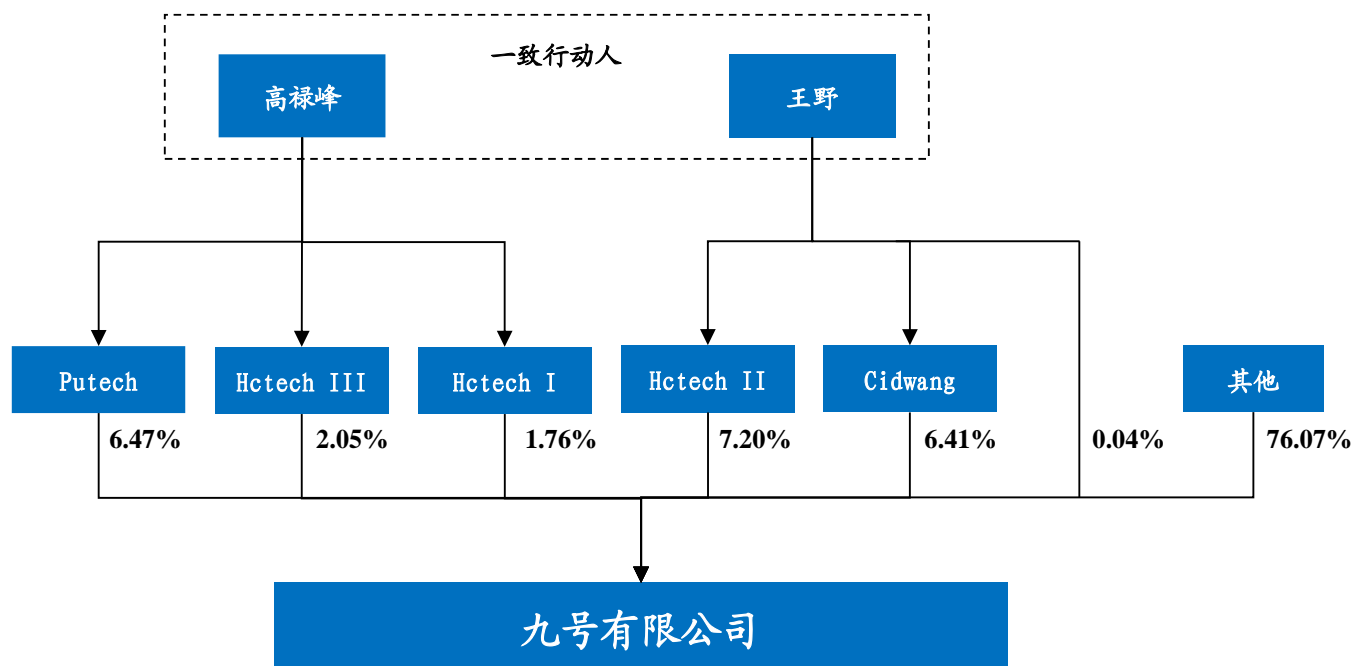 一致行动人
高禄峰
王野
Putech
Hctech III
Hctech I
Hctech II
Cidwang
其他
6.47%
2.05%
1.76%
7.20%
6.41%
0.04%
76.07%
九号有限公司